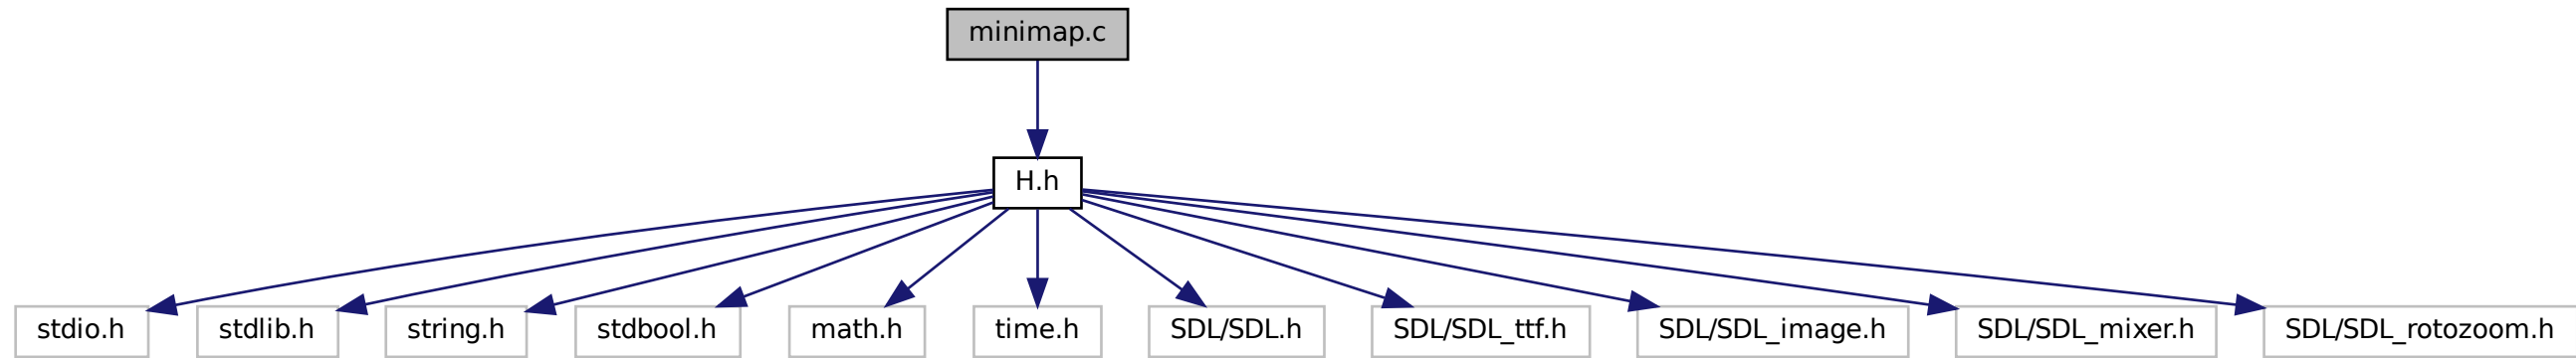 minimap.c
H.h
stdio.h
stdlib.h
string.h
stdbool.h
math.h
time.h
SDL/SDL.h
SDL/SDL_ttf.h
SDL/SDL_image.h
SDL/SDL_mixer.h
SDL/SDL_rotozoom.h